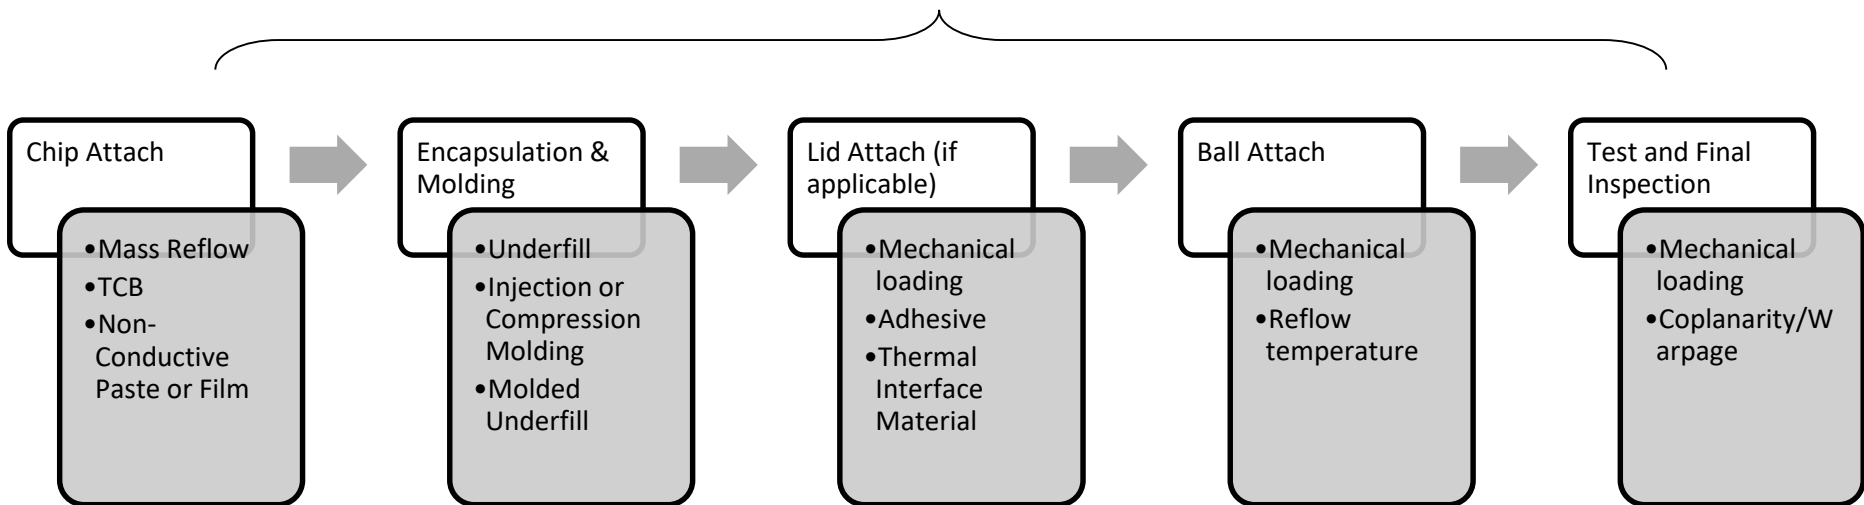 Chip Attach
•Mass Reflow
•TCB
•Non-
Conductive
Paste or Film
Encapsulation &
Molding
•Underfill
•Injection or
Compression
Molding
•Molded
Underfill
Lid Attach (if
applicable)
•Mechanical
loading
•Adhesive
•Thermal
Interface
Material
Ball Attach
•Mechanical
loading
•Reflow
temperature
Test and Final
Inspection
•Mechanical
loading
•Coplanarity/W
arpage